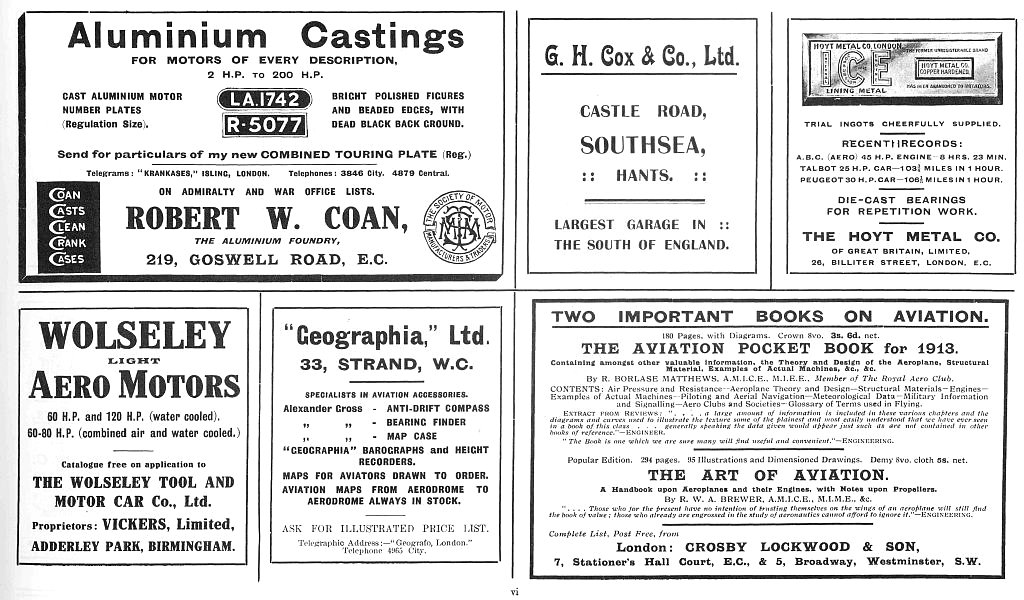 Aluminium Castings
FOR MOTORS OF EVERY DESCRIPTION,
2 H.P. TO 200 H.P.
CAST ALUMINIUM MOTOR
NUMBER PLATES
(Regulation Size).
LA.1742
R-5077
BRIGHT POLISHED FIGURES
AND BEADED EDGES, WITH
DEAD BLACK BACK GROUND.
Send for particulars of my new COMBINED TOURING PLATE (Reg.)
Telegrams: "KRANKASES," ISLING, LONDON. Telephones: 3846 City. 4879 Central.
COAN
CASTS
CLEAN
CRANK
CASES
ON ADMIRALTY AND WAR OFFICE LISTS.
ROBERT W. COAN,
THE ALUMINIUM FOUNDRY,
219, GOSWELL ROAD, E.C.
THE SOCIETY OF MOTOR
MANUFACTURERS & TRADERS
G. H. Cox & Co., Ltd.
CASTLE ROAD,
SOUTHSEA,
:: HANTS. ::
LARGEST GARAGE IN ::
THE SOUTH OF ENGLAND.
HOYT METAL CO. LONDON.
THE FORMER UNREGISTERABLE BRAND
ICE
HOYT METAL CO.
COPPER HARDENED.
LINING METAL
HAS BEEN ABANDONED TO IMITATORS.
TRIAL INGOTS CHEERFULLY SUPPLIED.
RECENT RECORDS:
A.B.C. (AERO) 45 H.P. ENGINE—8 HRS. 23 MIN.
TALBOT 25 H.P. CAR—103¾ MILES IN 1 HOUR.
PEUGEOT 30 H.P. CAR—106½ MILES IN 1 HOUR.
DIE-CAST BEARINGS
FOR REPETITION WORK.
THE HOYT METAL CO.
OF GREAT BRITAIN, LIMITED,
26, BILLITER STREET, LONDON, E.C.
WOLSELEY
LIGHT
AERO MOTORS
60 H.P. and 120 H.P. (water cooled).
60-80 H.P. (combined air and water cooled.)
Catalogue free on application to
THE WOLSELEY TOOL AND
MOTOR CAR Co., Ltd.
Proprietors: VICKERS, Limited,
ADDERLEY PARK, BIRMINGHAM.
"Geographia," Ltd.
33, STRAND, W.C.
SPECIALISTS IN AVIATION ACCESSORIES.
Alexander Gross - ANTI-DRIFT COMPASS
,, ,, - BEARING FINDER
,, ,, - MAP CASE
"GEOGRAPHIA" BAROGRAPHS and HEIGHT
RECORDERS.
MAPS FOR AVIATORS DRAWN TO ORDER.
AVIATION MAPS FROM AERODROME TO
AERODROME ALWAYS IN STOCK.
ASK FOR ILLUSTRATED PRICE LIST.
Telegraphic Address:—"Geografo, London."
Telephone 4965 City.
TWO IMPORTANT BOOKS ON AVIATION.
180 Pages, with Diagrams. Crown 8vo. 3s. 6d. net.
THE AVIATION POCKET BOOK for 1913.
Containing amongst other valuable information, the Theory and Design of the Aeroplane, Structural
Material, Examples of Actual Machines, &c., &c.
By R. BORLASE MATTHEWS, A.M.I.C.E., M.I.E.E., Member of The Royal Aero Club.
CONTENTS: Air Pressure and Resistance—Aeroplane Theory and Design—Structural Materials—Engines—
Examples of Actual Machines—Piloting and Aerial Navigation—Meteorological Data—Military Information
and Signalling—Aero Clubs and Societies—Glossary of Terms used in Flying.
EXTRACT FROM REVIEWS: ". . . . a large amount of information is included in these various chapters and the
diagrams and curves used to illustrate the texture some of the plainest and most easily understood that we have ever seen
in a book of this class . . . . generally speaking the data given would appear just such as are not contained in other
books of reference."—ENGINEER.
"The Book is one which we are sure many will find useful and convenient."—ENGINEERING.
Popular Edition. 294 pages. 95 Illustrations and Dimensioned Drawings. Demy 8vo. cloth 5s. net.
THE ART OF AVIATION.
A Handbook upon Aeroplanes and their Engines, with Notes upon Propellers.
By R. W. A. BREWER, A.M.I.C.E., M.I.M.E., &c.
". . . . Those who for the present have no intention of trusting themselves on the wings of an aeroplane will still find
the book of value; those who already are engrossed in the study of aeronautics cannot afford to ignore it."—ENGINEERING.
Complete List, Post Free, from
London: CROSBY LOCKWOOD & SON,
7, Stationer's Hall Court, E.C., & 5, Broadway, Westminster, S.W.
vi